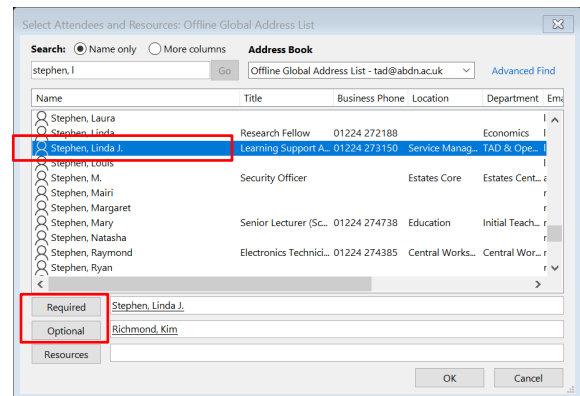 Select Attendees and Resources: Offline Global Address List
Search: Name only More columns Address Book
stephen, l Go Offline Global Address List - tad@abdn.ac.uk Advanced Find
Name Title Business Phone Location Department Ema
Stephen, Laura l
Stephen, Linda Research Fellow 01224 272188 Economics l
Stephen, Linda J. Learning Support A... 01224 273150 Service Manag... TAD & Ope... l
Stephen, Louis l
Stephen, M. Security Officer Estates Core Estates Cent... a
Stephen, Mairi r
Stephen, Margaret r
Stephen, Mary Senior Lecturer (Sc... 01224 274738 Education Initial Teach... r
Stephen, Natasha r
Stephen, Raymond Electronics Technici... 01224 274385 Central Works... Central Wor... r
Stephen, Ryan r
Required Stephen, Linda J.
Optional Richmond, Kim
Resources
OK Cancel